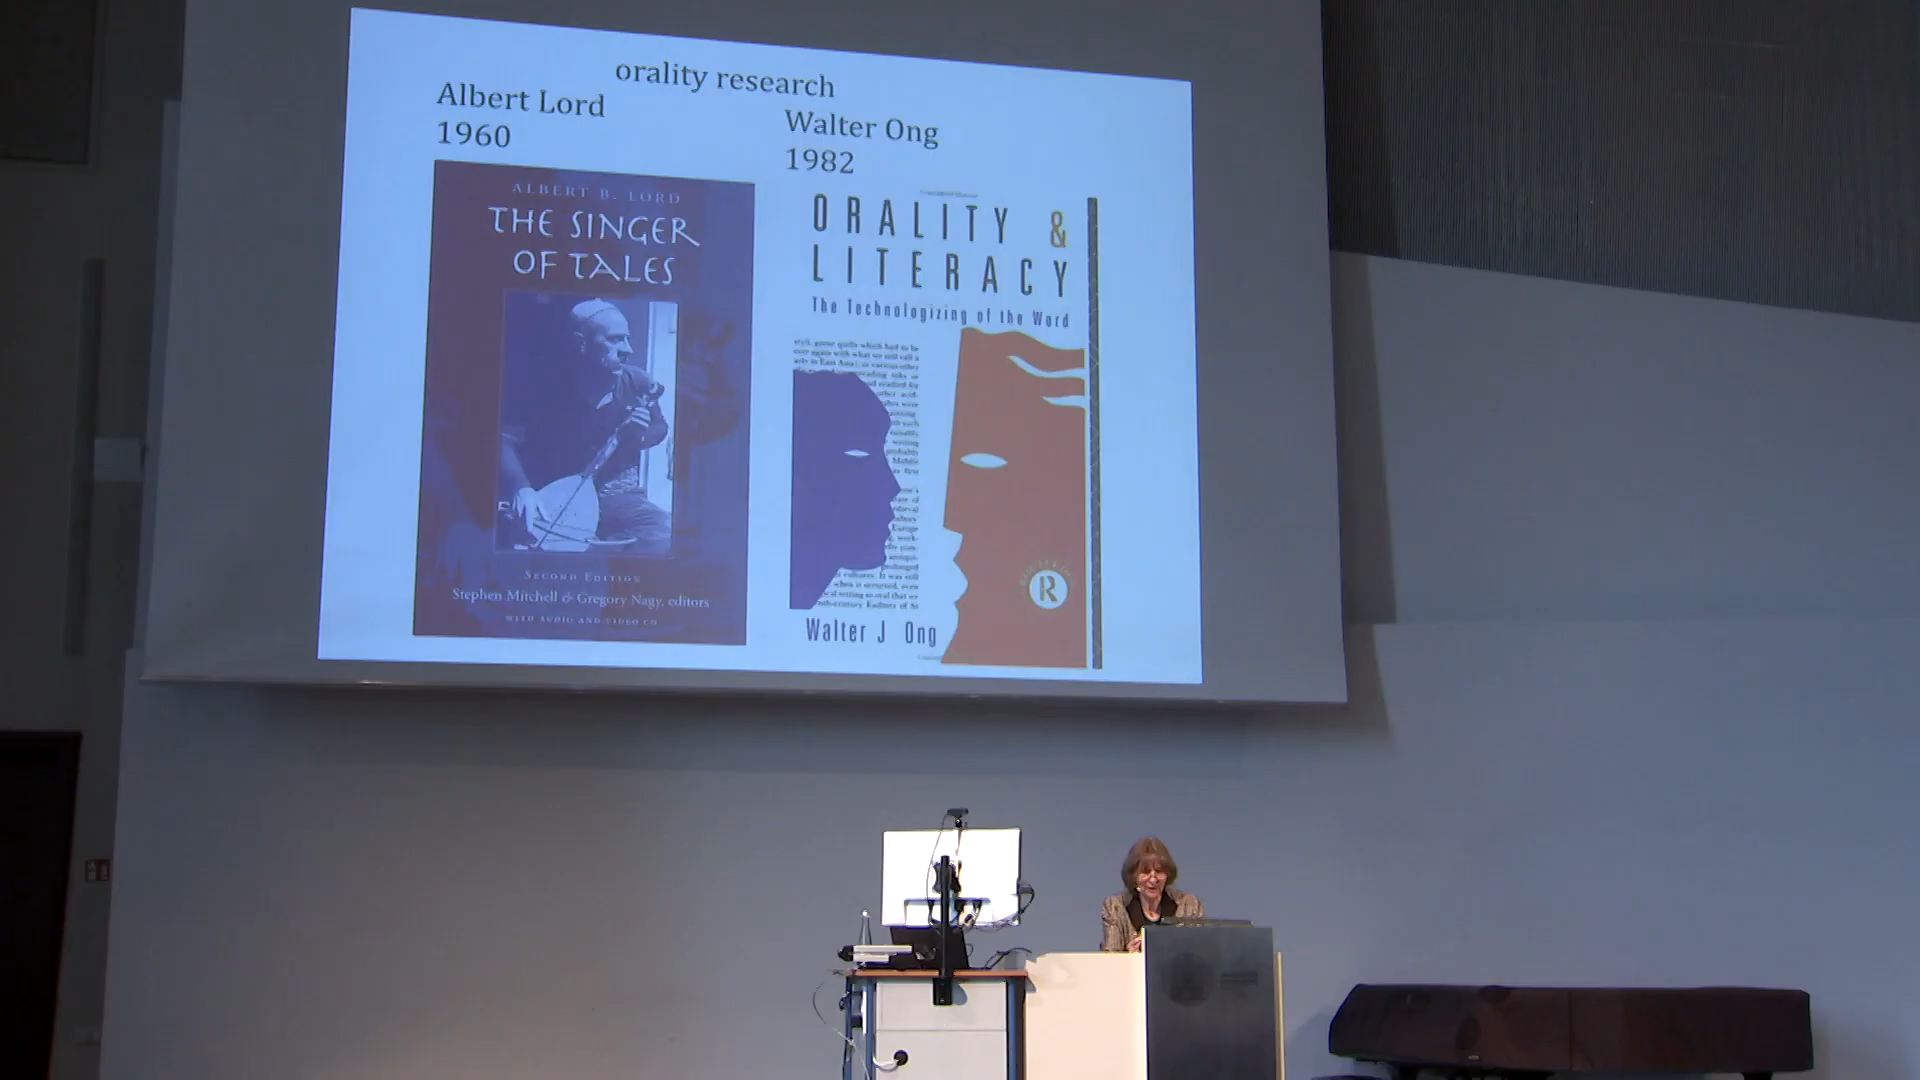 orality research
Albert Lord
1960
Walter Ong
1982
ALBERT B. LORD
THE SINGER
OF TALES
SECOND EDITION
Stephen Mitchell & Gregory Nagy, editors
WITH AUDIO AND VIDEO CD
ORALITY &
LITERACY
The Technologizing of the Word
Walter J Ong
R